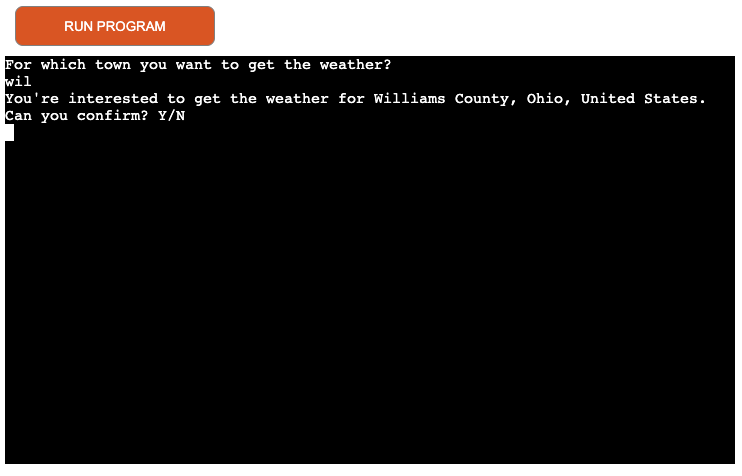 RUN PROGRAM
For which town you want to get the weather?
wil
You're interested to get the weather for Williams County, Ohio, United States.
Can you confirm? Y/N